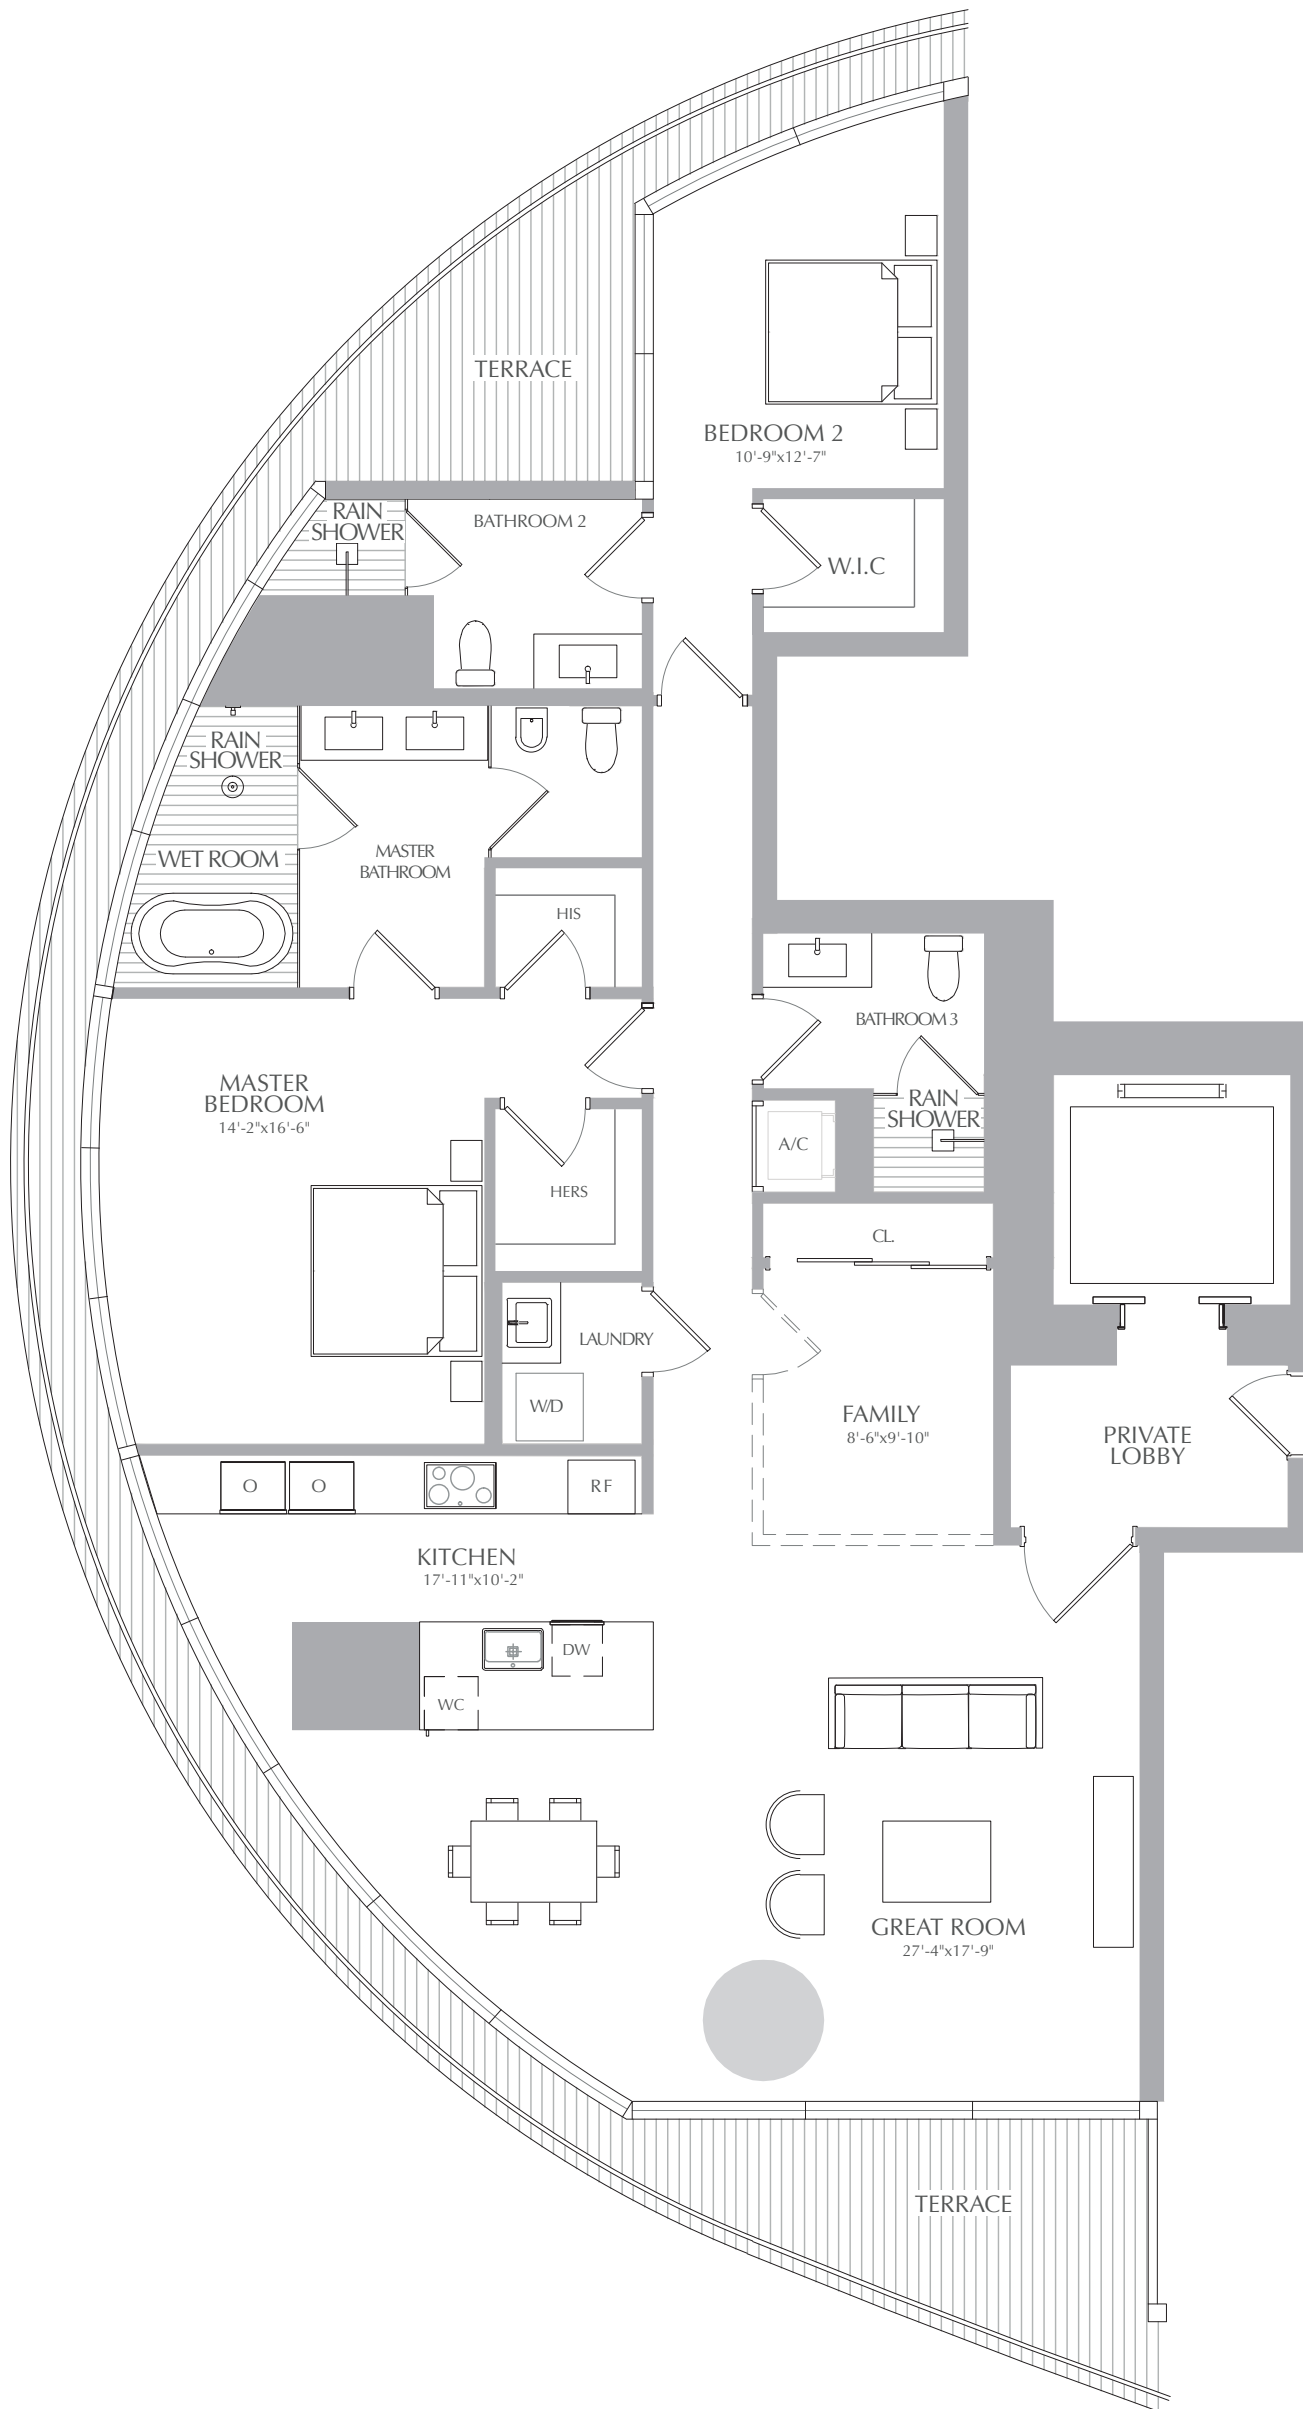 TERRACE
BEDROOM 2
10'-9"x12'-7"
RAIN
SHOWER
BATHROOM 2
W.I.C
RAIN
SHOWER
WET ROOM
MASTER
BATHROOM
HIS
BATHROOM 3
MASTER
BEDROOM
14'-2"x16'-6"
RAIN
SHOWER
A/C
HERS
CL.
LAUNDRY
W/D
FAMILY
8'-6"x9'-10"
PRIVATE
LOBBY
O
O
RF
KITCHEN
17'-11"x10'-2"
DW
WC
GREAT ROOM
27'-4"x17'-9"
TERRACE